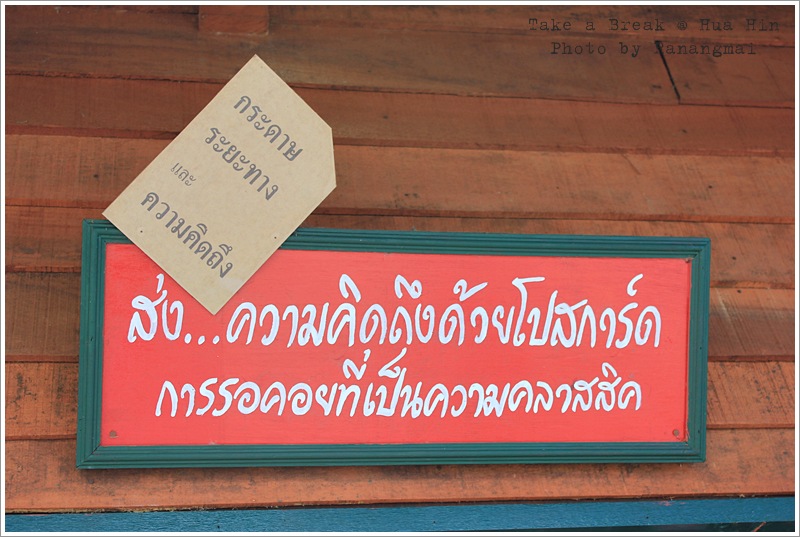 Take a Break @ Hua Hin
Photo by Nanangmai
กระดาษ
ระยะทาง
และ
ความคิดถึง
ส่ง...ความคิดถึงด้วยโปสการ์ด
การรอคอยที่เป็นความคลาสสิค